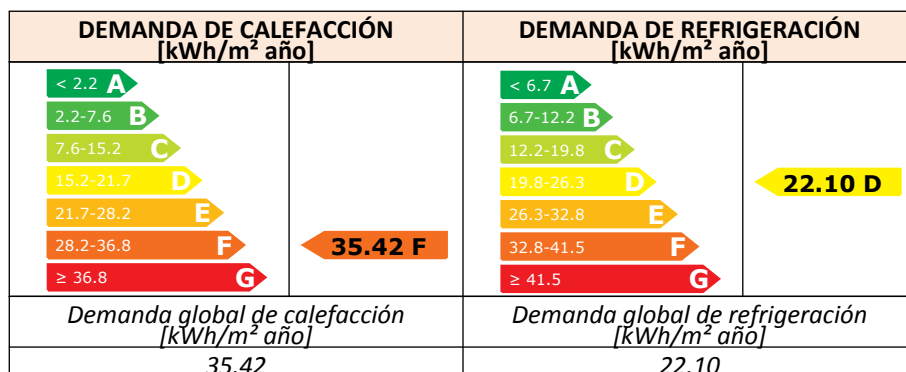 DEMANDA DE CALEFACCIÓN
[kWh/m² año]
DEMANDA DE REFRIGERACIÓN
[kWh/m² año]
< 2.2 A
2.2-7.6 B
7.6-15.2 C
15.2-21.7 D
21.7-28.2 E
28.2-36.8 F
≥ 36.8 G
35.42 F
< 6.7 A
6.7-12.2 B
12.2-19.8 C
19.8-26.3 D
26.3-32.8 E
32.8-41.5 F
≥ 41.5 G
22.10 D
Demanda global de calefacción
[kWh/m² año]
Demanda global de refrigeración
[kWh/m² año]
35.42
22.10